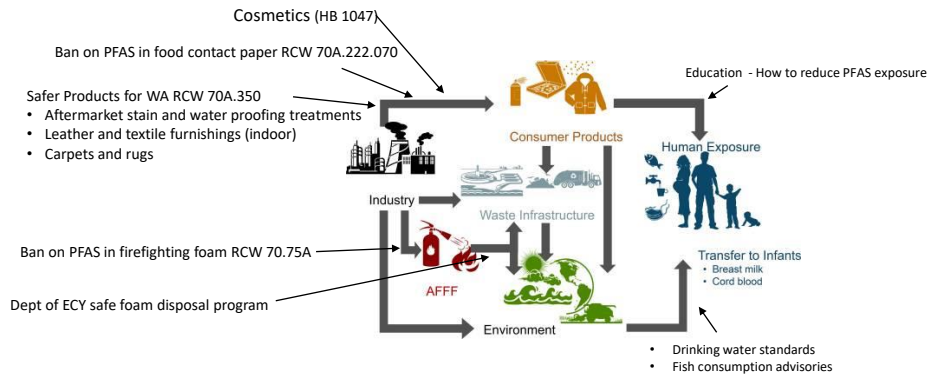 Cosmetics (HB 1047)
Ban on PFAS in food contact paper RCW 70A.222.070
Education - How to reduce PFAS exposure
Safer Products for WA RCW 70A.350
• Aftermarket stain and water proofing treatments
• Leather and textile furnishings (indoor)
• Carpets and rugs
Consumer Products
Human Exposure
Industry
Waste Infrastructure
Ban on PFAS in firefighting foam RCW 70.75A
Transfer to Infants
• Breast milk
• Cord blood
AFFF
Dept of ECY safe foam disposal program
Environment
• Drinking water standards
• Fish consumption advisories